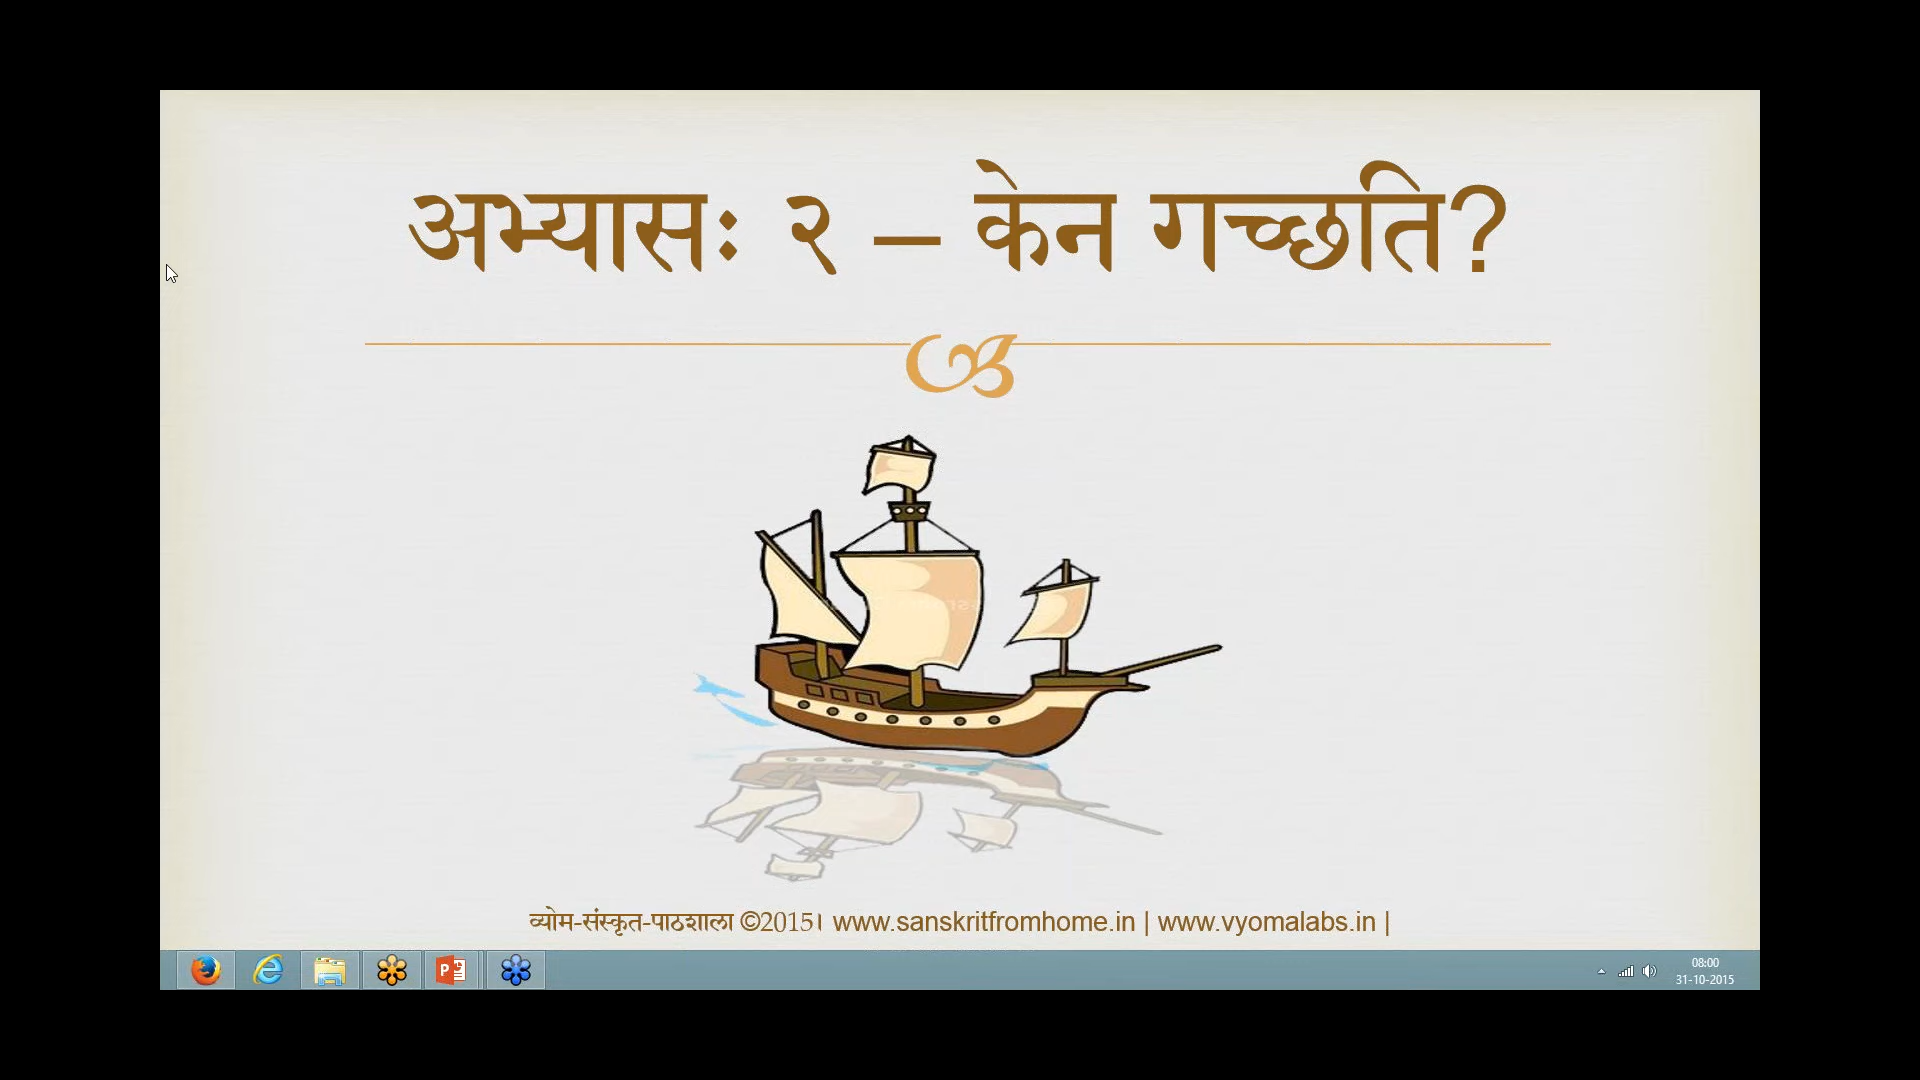 अभ्यासः २ – केन गच्छति?
व्योम-संस्कृत-पाठशाला ©2015। www.sanskritfromhome.in | www.vyomalabs.in |
08:00
31-10-2015